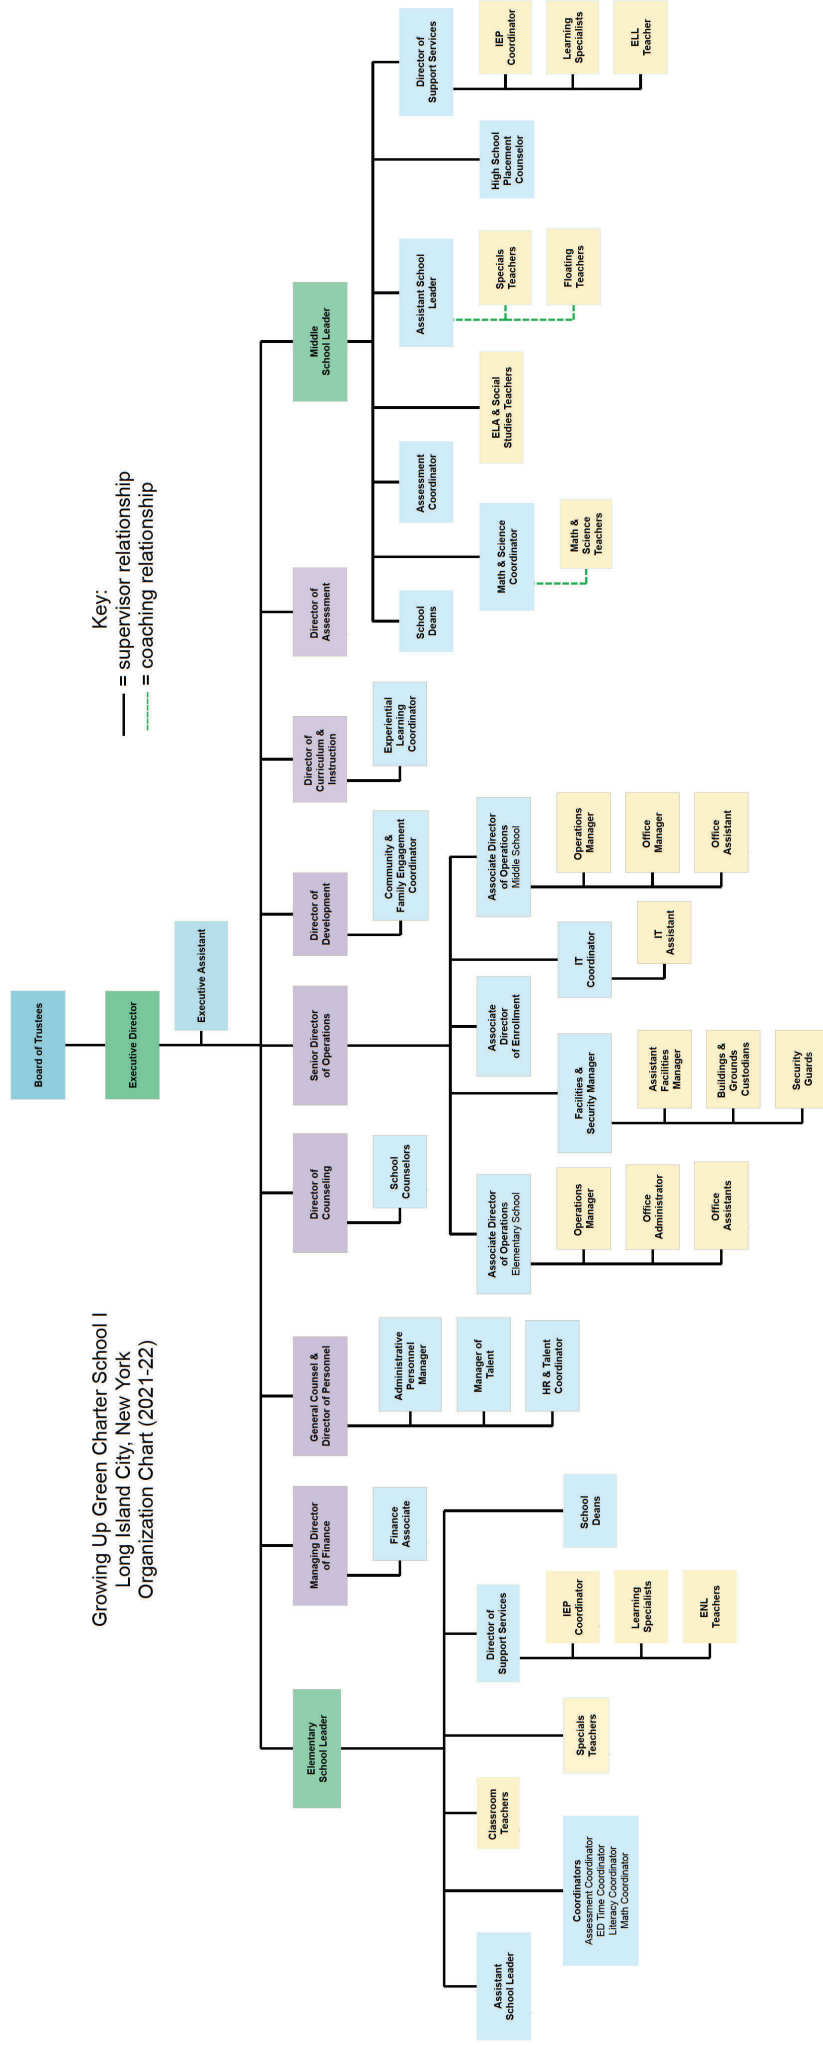 Growing Up Green Charter School I
Long Island City, New York
Organization Chart (2021-22)
Key:
= supervisor relationship
= coaching relationship
Board of Trustees
Executive Director
Executive Assistant
Elementary
School Leader
Managing Director
of Finance
General Counsel &
Director of Personnel
Director of
Counseling
Senior Director
of Operations
Director of
Development
Director of
Curriculum &
Instruction
Director of
Assessment
Middle
School Leader
Finance
Associate
Administrative
Personnel
Manager
Manager of
Talent
HR & Talent
Coordinator
School
Counselors
Community &
Family Engagement
Coordinator
Experiential
Learning
Coordinator
Assistant
School Leader
Coordinators
Assessment Coordinator
ED Time Coordinator
Literacy Coordinator
Math Coordinator
Classroom
Teachers
Specials
Teachers
Director of
Support Services
IEP
Coordinator
Learning
Specialists
ENL
Teachers
School
Deans
Associate Director
of Operations
Elementary School
Operations
Manager
Office
Administrator
Office
Assistants
Facilities &
Security Manager
Assistant
Facilities
Manager
Buildings &
Grounds
Custodians
Security
Guards
Associate
Director
of Enrollment
IT
Coordinator
IT
Assistant
Associate Director
of Operations
Middle School
Operations
Manager
Office
Manager
Office
Assistant
School
Deans
Math & Science
Coordinator
Math &
Science
Teachers
Assessment
Coordinator
ELA & Social
Studies Teachers
Assistant School
Leader
Specials
Teachers
Floating
Teachers
High School
Placement
Counselor
Director of
Support Services
IEP
Coordinator
Learning
Specialists
ELL
Teacher